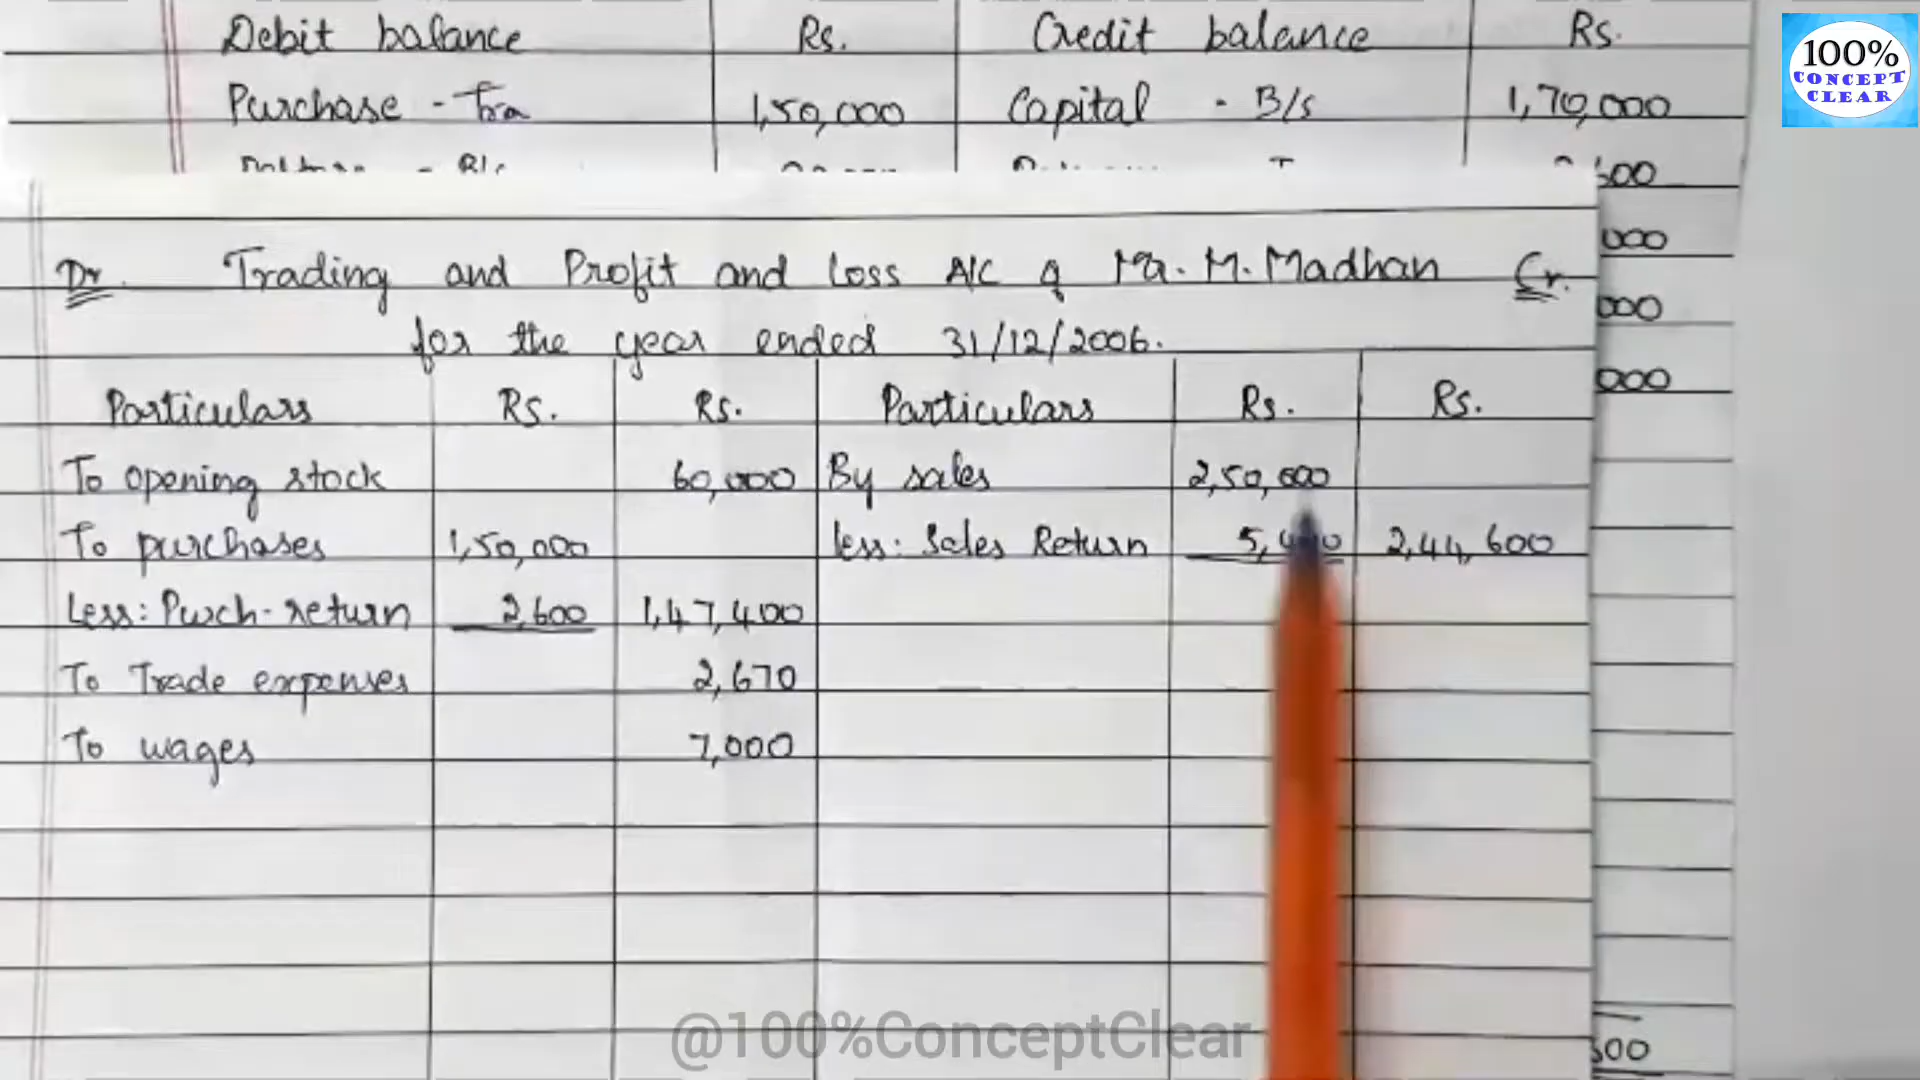 Debit balance Rs. Credit balance Rs.
Purchase - Tra 1,50,000 Capital - B/s 1,70,000
100%
CONCEPT
CLEAR
Dr. Trading and Profit and Loss A/C of Mr. M. Madhan Cr.
for the year ended 31/12/2006.
Particulars Rs. Rs. Particulars Rs. Rs.
To opening stock 60,000 By sales 2,50,000
To purchases 1,50,000 Less: Sales Return 2,44,600
Less: Purch-return 2,600 1,47,400
To Trade expenses 2,670
To wages 7,000
@100%ConceptClear